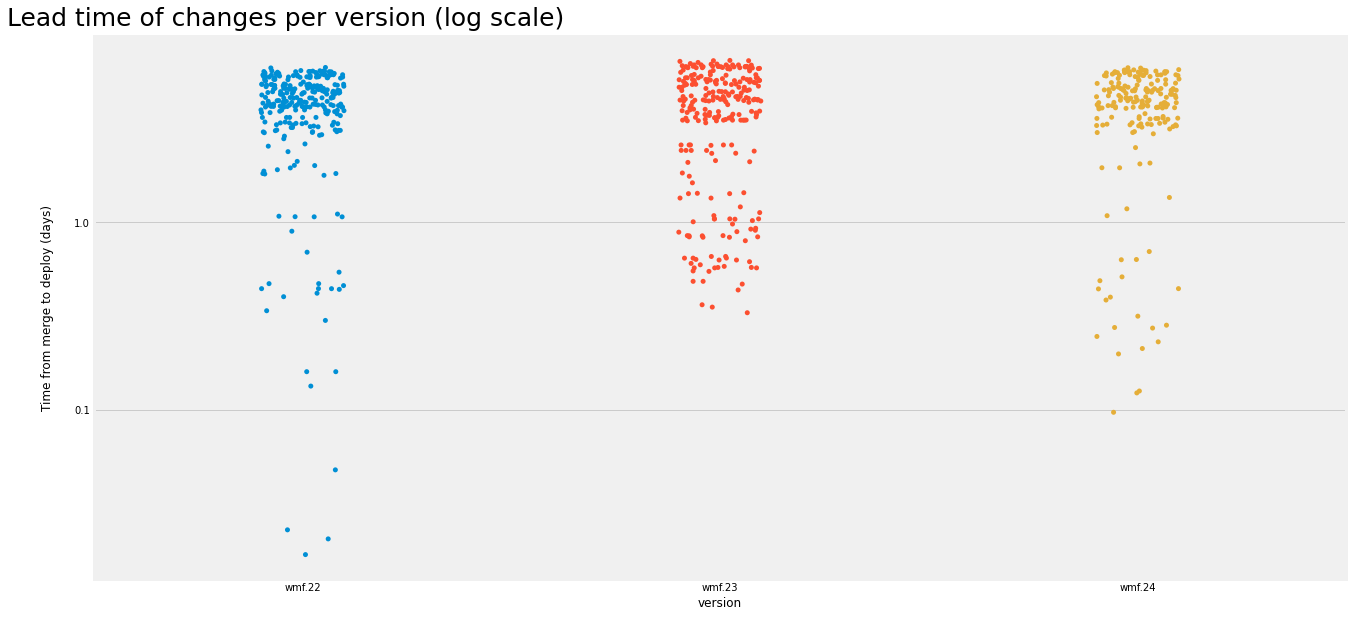 Lead time of changes per version (log scale)
Time from merge to deploy (days)
1.0
0.1
wmf.22
wmf.23
wmf.24
version